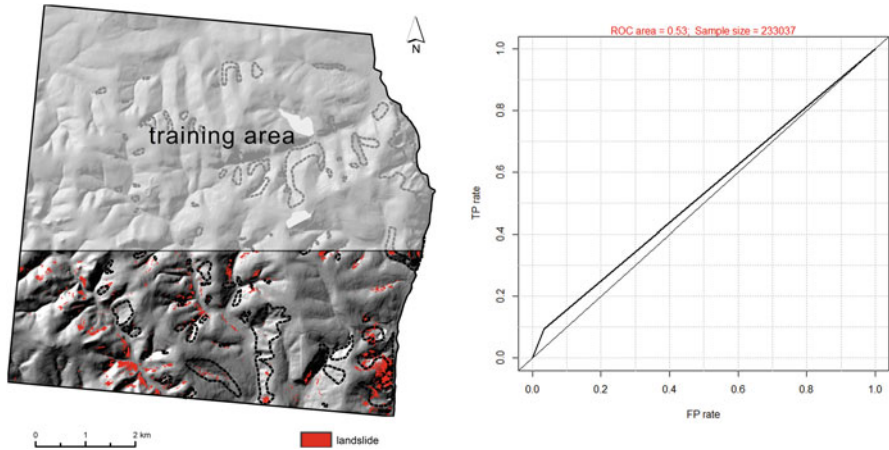 N
training area
0 1 2 km
landslide
ROC area = 0.53; Sample size = 233037
TP rate
1.0
0.8
0.6
0.4
0.2
0.0
0.0 0.2 0.4 0.6 0.8 1.0
FP rate